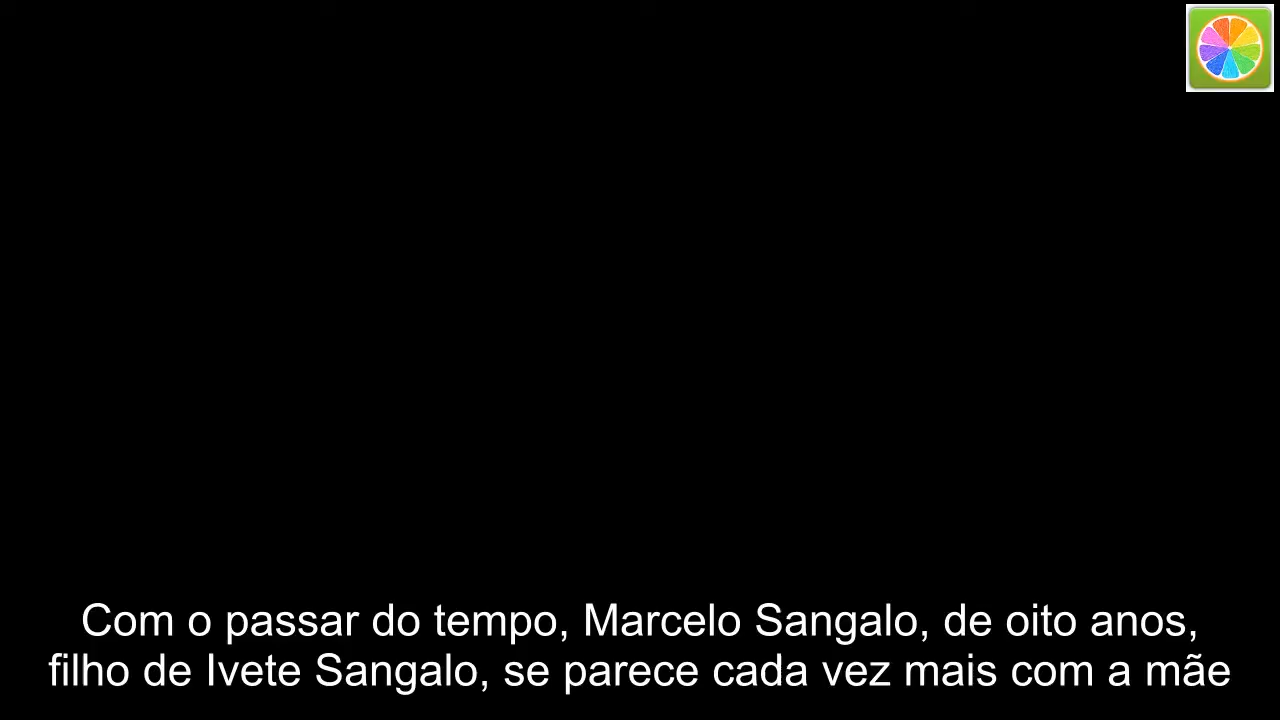 Com o passar do tempo, Marcelo Sangalo, de oito anos,
filho de Ivete Sangalo, se parece cada vez mais com a mãe